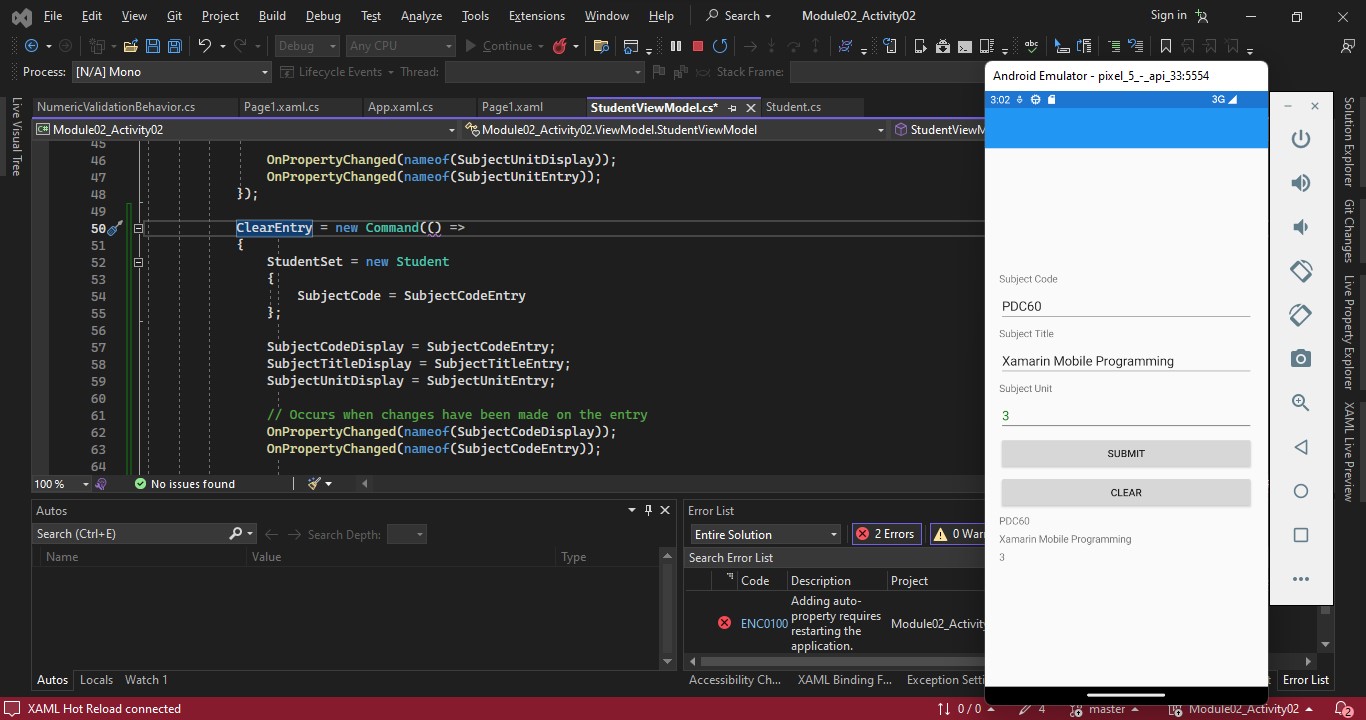 File Edit View Git Project Build Debug Test Analyze Tools Extensions Window Help Search Module02_Activity02 Sign in
Debug Any CPU Continue
Process: [N/A] Mono Lifecycle Events Thread: Stack Frame:
NumericValidationBehavior.cs Page1.xaml.cs App.xaml.cs Page1.xaml StudentViewModel.cs* Student.cs
Module02_Activity02 Module02_Activity02.ViewModel.StudentViewModel StudentViewM
Live Visual Tree
45
46 OnPropertyChanged(nameof(SubjectUnitDisplay));
47 OnPropertyChanged(nameof(SubjectUnitEntry));
48 });
49
50 ClearEntry = new Command(() =>
51 {
52 StudentSet = new Student
53 {
54 SubjectCode = SubjectCodeEntry
55 };
56
57 SubjectCodeDisplay = SubjectCodeEntry;
58 SubjectTitleDisplay = SubjectTitleEntry;
59 SubjectUnitDisplay = SubjectUnitEntry;
60
61 // Occurs when changes have been made on the entry
62 OnPropertyChanged(nameof(SubjectCodeDisplay));
63 OnPropertyChanged(nameof(SubjectCodeEntry));
64
100 % No issues found
Autos
Search (Ctrl+E) Search Depth:
Name Value Type
Autos Locals Watch 1
Error List
Entire Solution 2 Errors 0 War
Search Error List
Code Description Project
ENC0100 Adding auto-
property requires
restarting the
application.
Module02_Activity
Accessibility Ch... XAML Binding F... Exception Setti
Error List
Android Emulator - pixel_5_-_api_33:5554
3:02 3G
Subject Code
PDC60
Subject Title
Xamarin Mobile Programming
Subject Unit
3
SUBMIT
CLEAR
PDC60
Xamarin Mobile Programming
3
Solution Explorer
Git Changes
Live Property Explorer
XAML Live Preview
XAML Hot Reload connected 0 / 0 4 master Module02_Activity02 2